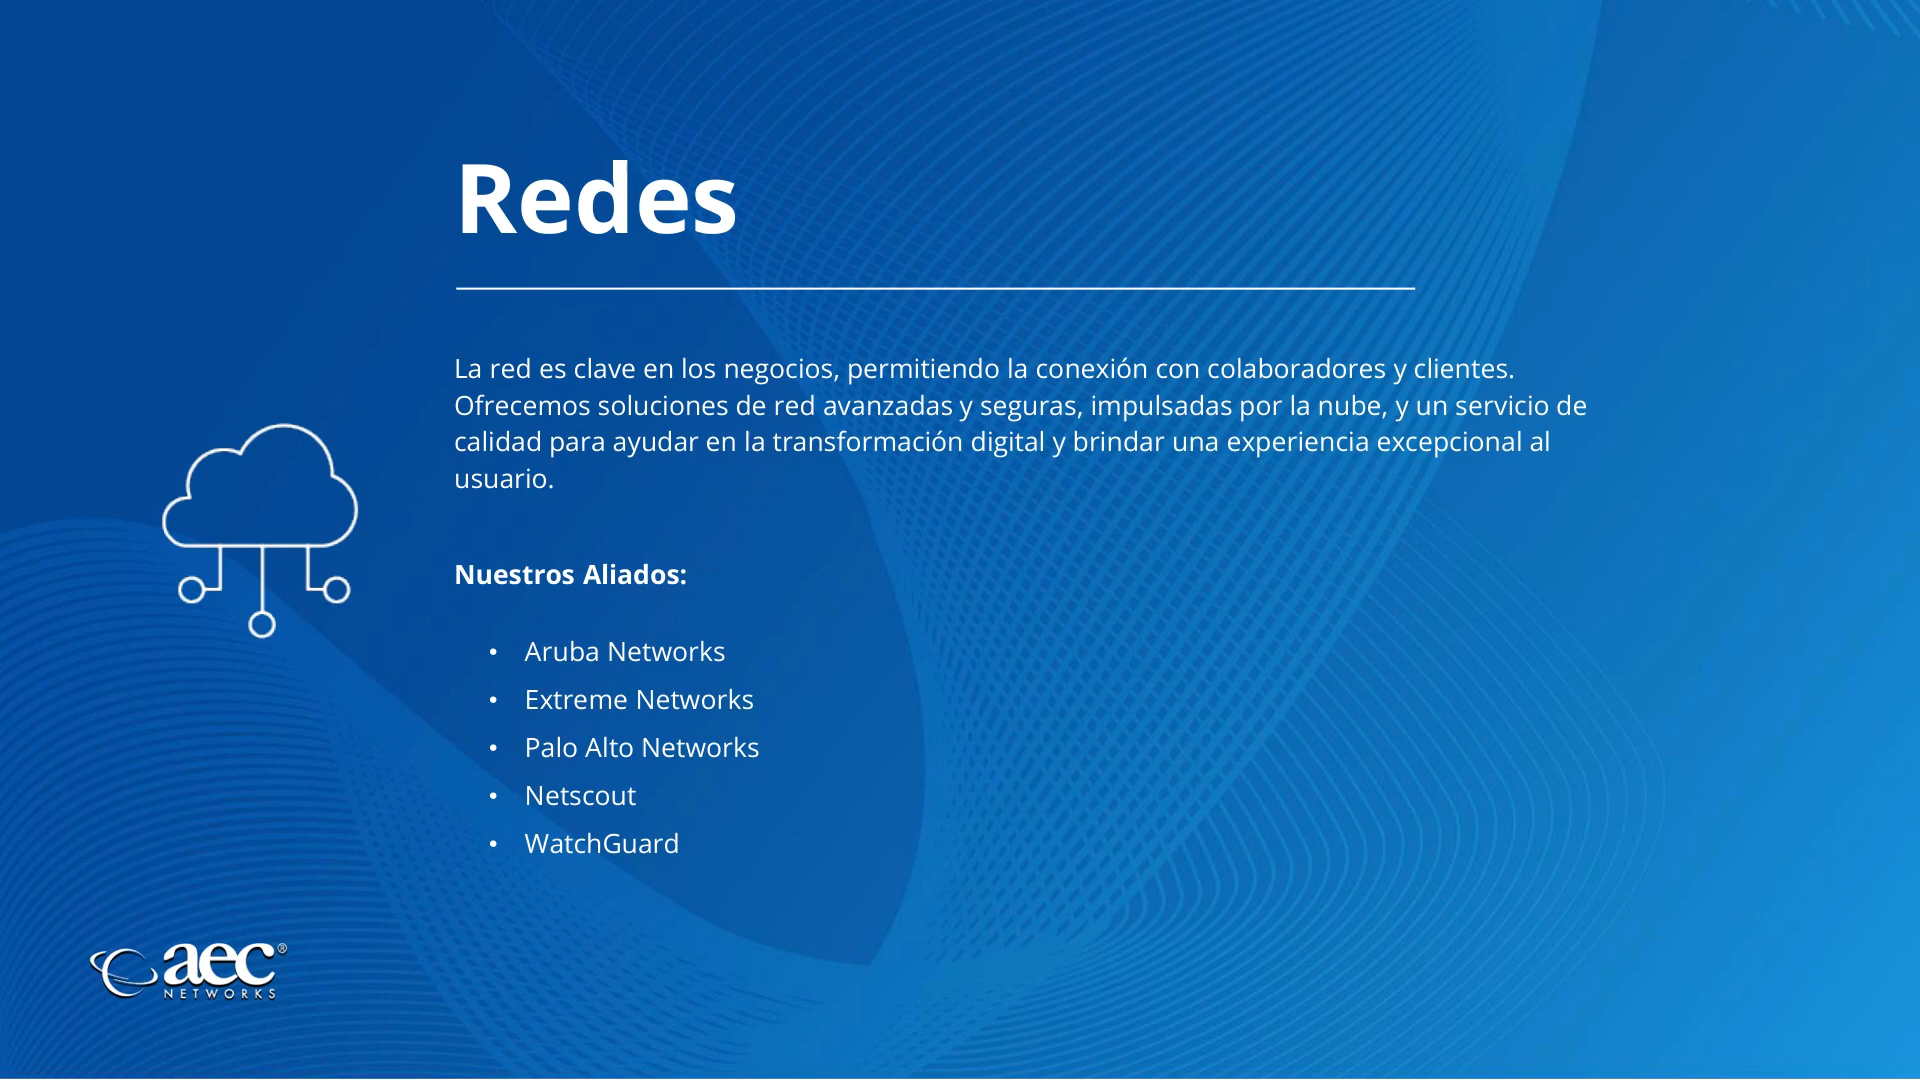 Redes
La red es clave en los negocios, permitiendo la conexión con colaboradores y clientes.
Ofrecemos soluciones de red avanzadas y seguras, impulsadas por la nube, y un servicio de
calidad para ayudar en la transformación digital y brindar una experiencia excepcional al
usuario.
Nuestros Aliados:
• Aruba Networks
• Extreme Networks
• Palo Alto Networks
• Netscout
• WatchGuard
aec®
NETWORKS